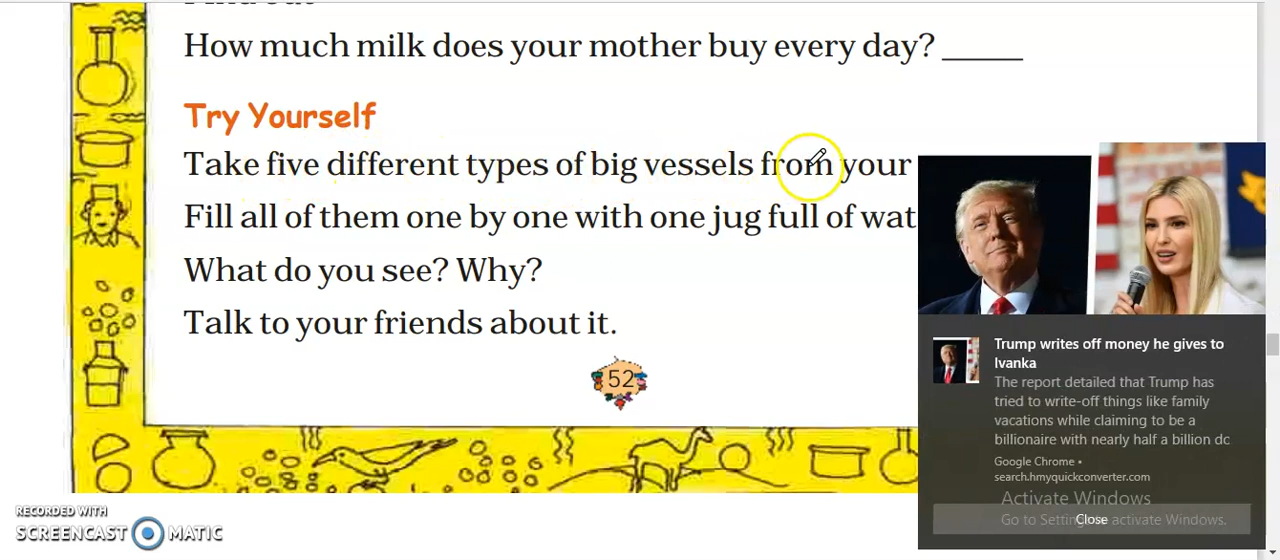 How much milk does your mother buy every day? ______
Try Yourself
Take five different types of big vessels from your
Fill all of them one by one with one jug full of wat
What do you see? Why?
Talk to your friends about it.
52
Trump writes off money he gives to
Ivanka
The report detailed that Trump has
tried to write-off things like family
vacations while claiming to be a
billionaire with nearly half a billion dc
Google Chrome •
search.hmyquickconverter.com
Activate Windows
Go to Settings to activate Windows.
Close
RECORDED WITH
SCREENCAST MATIC